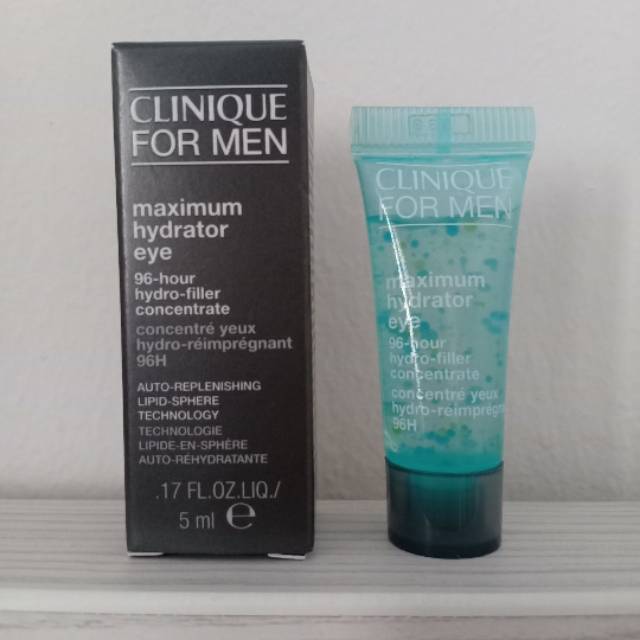 CLINIQUE
FOR MEN
maximum
hydrator
eye
96-hour
hydro-filler
concentrate
concentré yeux
hydro-réimprégnant
96H
AUTO-REPLENISHING
LIPID-SPHERE
TECHNOLOGY
TECHNOLOGIE
LIPIDE-EN-SPHÈRE
AUTO-RÉHYDRATANTE
.17 FL.OZ.LIQ./
5 ml ℮
CLINIQUE
FOR MEN
maximum
hydrator
eye
96-hour
hydro-filler
concentrate
concentré yeux
hydro-réimprégn
96H